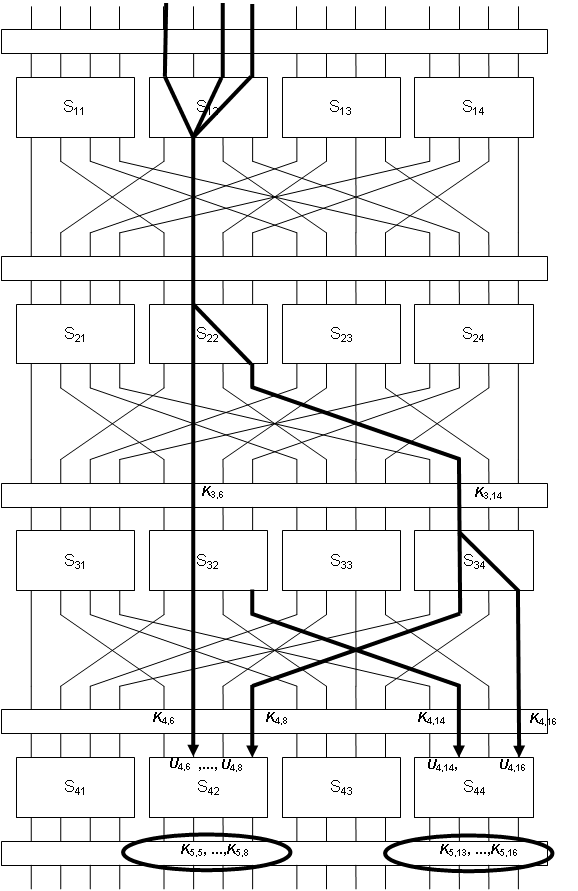 S11 S12 S13 S14
S21 S22 S23 S24
K3,6 K3,14
S31 S32 S33 S34
K4,6 K4,8 K4,14 K4,16
U4,6 ,..., U4,8 U4,14, U4,16
S41 S42 S43 S44
K5,5, ...,K5,8 K5,13, ...,K5,16